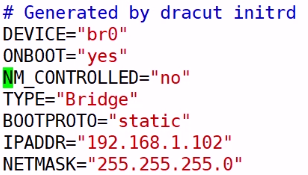 # Generated by dracut initrd
DEVICE="br0"
ONBOOT="yes"
NM_CONTROLLED="no"
TYPE="Bridge"
BOOTPROTO="static"
IPADDR="192.168.1.102"
NETMASK="255.255.255.0"